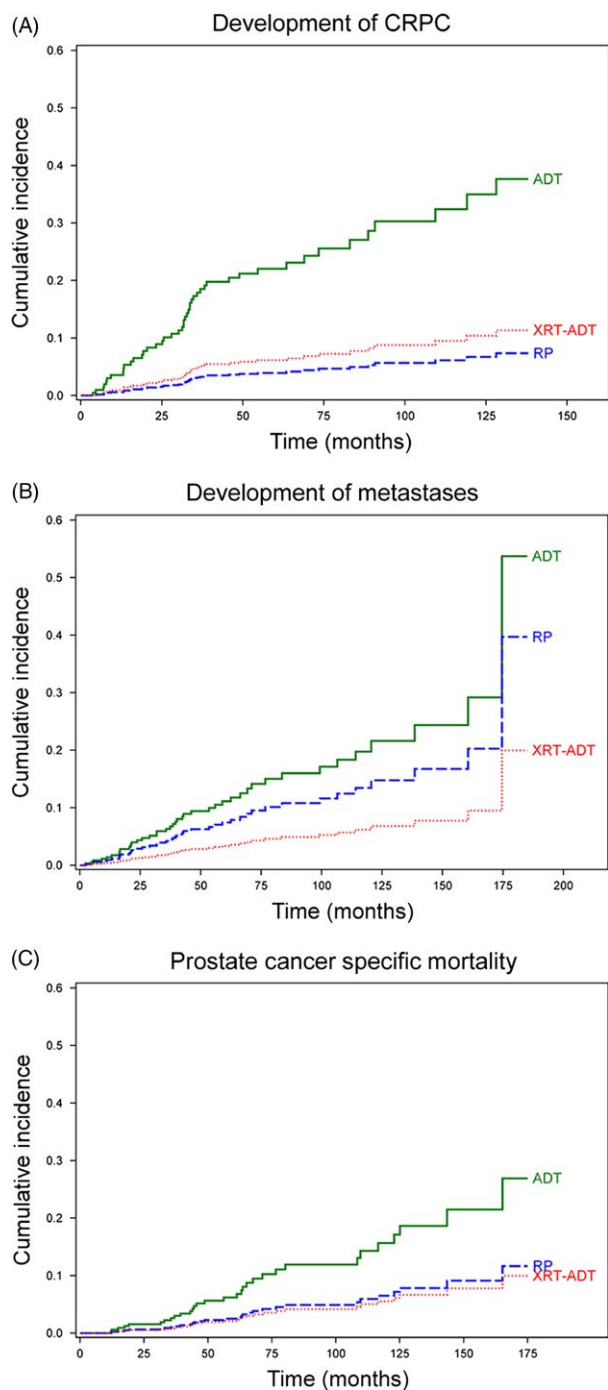 (A)
Development of CRPC
0.6
0.5
0.4
0.3
0.2
0.1
0.0
Cumulative incidence
ADT
XRT-ADT
RP
0 25 50 75 100 125 150
Time (months)
(B)
Development of metastases
0.6
0.5
0.4
0.3
0.2
0.1
0.0
Cumulative incidence
ADT
RP
XRT-ADT
0 25 50 75 100 125 150 175 200
Time (months)
(C)
Prostate cancer specific mortality
0.6
0.5
0.4
0.3
0.2
0.1
0.0
Cumulative incidence
ADT
RP
XRT-ADT
0 25 50 75 100 125 150 175
Time (months)